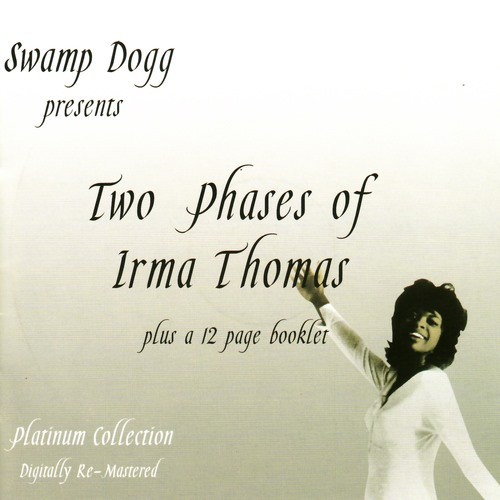 Swamp Dogg
presents
Two Phases of
Irma Thomas
plus a 12 page booklet
Platinum Collection
Digitally Re-Mastered